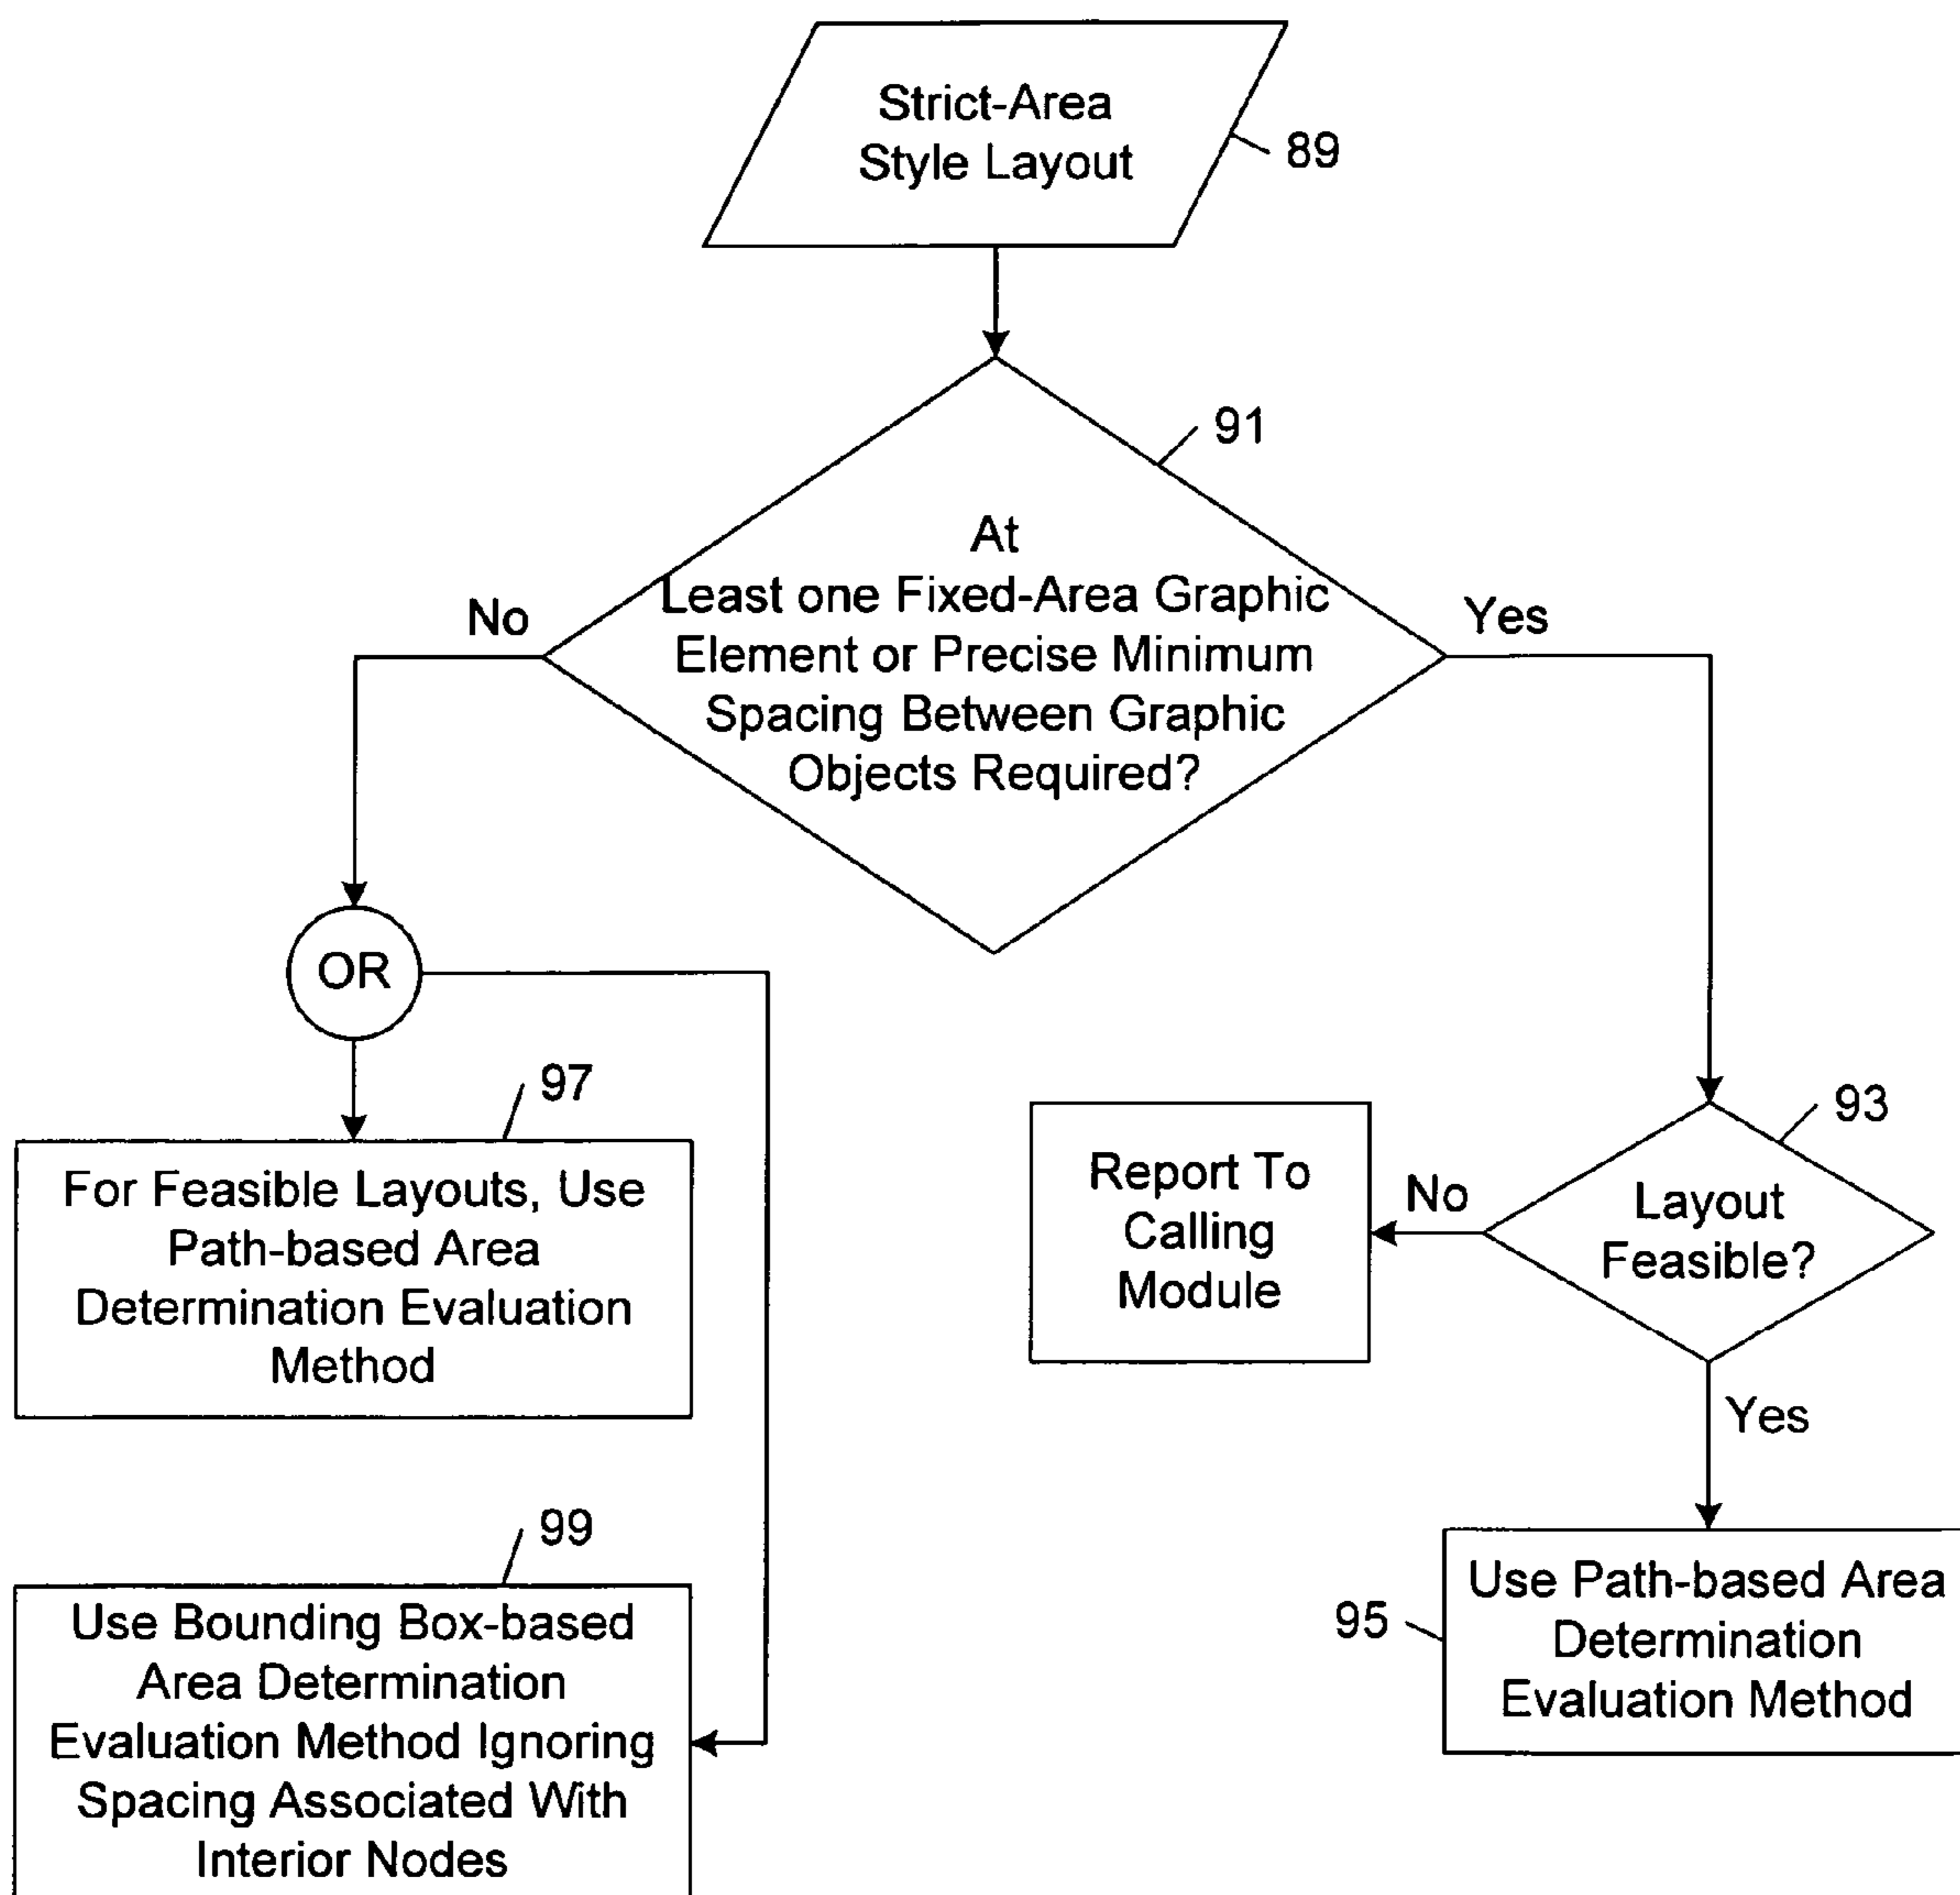 Strict-Area
Style Layout
89
91
At
Least one Fixed-Area Graphic
Element or Precise Minimum
Spacing Between Graphic
Objects Required?
No
Yes
OR
97
For Feasible Layouts, Use
Path-based Area
Determination Evaluation
Method
93
Layout
Feasible?
No
Report To
Calling
Module
Yes
99
Use Bounding Box-based
Area Determination
Evaluation Method Ignoring
Spacing Associated With
Interior Nodes
95
Use Path-based Area
Determination
Evaluation Method